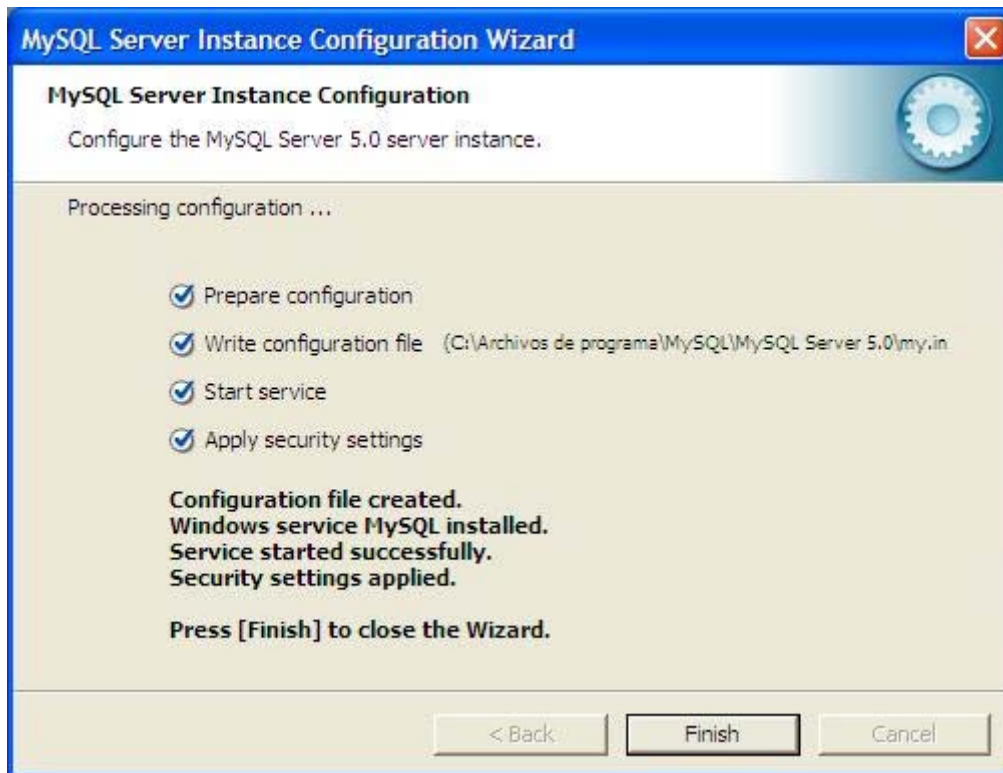 MySQL Server Instance Configuration Wizard
MySQL Server Instance Configuration
Configure the MySQL Server 5.0 server instance.
Processing configuration ...
Prepare configuration
Write configuration file (C:\Archivos de programa\MySQL\MySQL Server 5.0\my.in
Start service
Apply security settings
Configuration file created.
Windows service MySQL installed.
Service started successfully.
Security settings applied.
Press [Finish] to close the Wizard.
< Back Finish Cancel